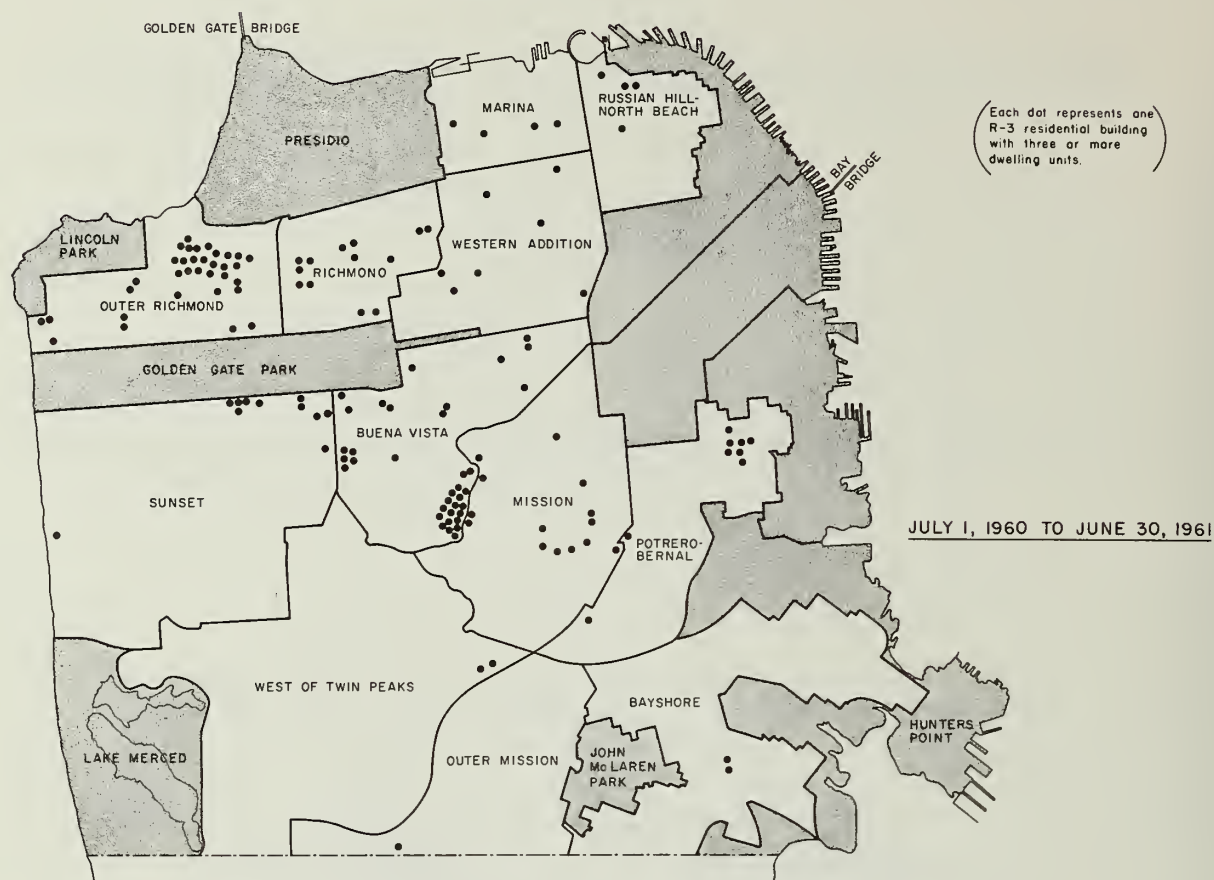 GOLDEN GATE BRIDGE
MARINA
RUSSIAN HILL-
NORTH BEACH
PRESIDIO
(Each dot represents one
R-3 residential building
with three or more
dwelling units.)
BAY
BRIDGE
LINCOLN
PARK
WESTERN ADDITION
RICHMONO
OUTER RICHMOND
GOLDEN GATE PARK
BUENA VISTA
SUNSET
MISSION
JULY 1, 1960 TO JUNE 30, 1961
POTRERO-
BERNAL
WEST OF TWIN PEAKS
BAYSHORE
HUNTERS
POINT
LAKE MERCED
OUTER MISSION
JOHN
McLAREN
PARK